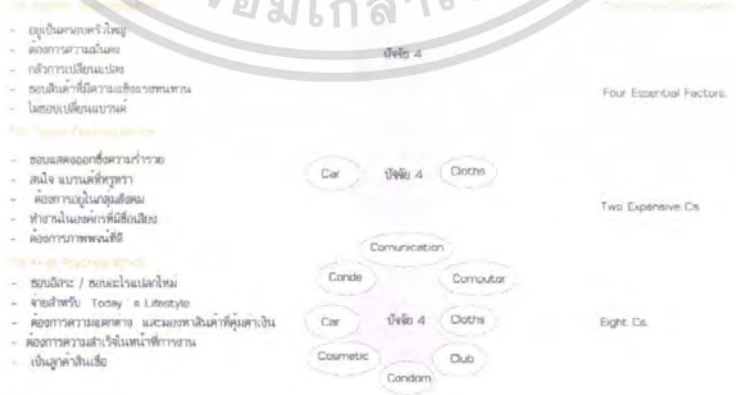 - อยู่เป็นครอบครัวใหญ่
- ต้องการความมั่นคง
- กลัวการเปลี่ยนแปลง
- ชอบสินค้าที่มีความแข็งแรงทนทาน
- ไม่ชอบเปลี่ยนแบรนด์
ปัจจัย 4
Four Essential Factors.
- ชอบแสดงออกซึ่งความร่ำรวย
- สนใจ แบรนด์ที่หรูหรา
- ต้องการอยู่ในกลุ่มสังคม
- ทำงานในองค์กรที่มีชื่อเสียง
- ต้องการภาพพจน์ที่ดี
Car ปัจจัย 4 Cloths
Two Expensive Cs
- ชอบอิสระ / ชอบอะไรแปลกใหม่
- จ่ายสำหรับ Today's Lifestyle
- ต้องการความแตกต่าง และมองหาสินค้าที่คุ้มค่าเงิน
- ต้องการความสำเร็จในหน้าที่การงาน
- เป็นลูกค้าสินเชื่อ
Comunication
Conde Computer
Car ปัจจัย 4 Cloths
Cosmetic Club
Condom
Eight Cs.